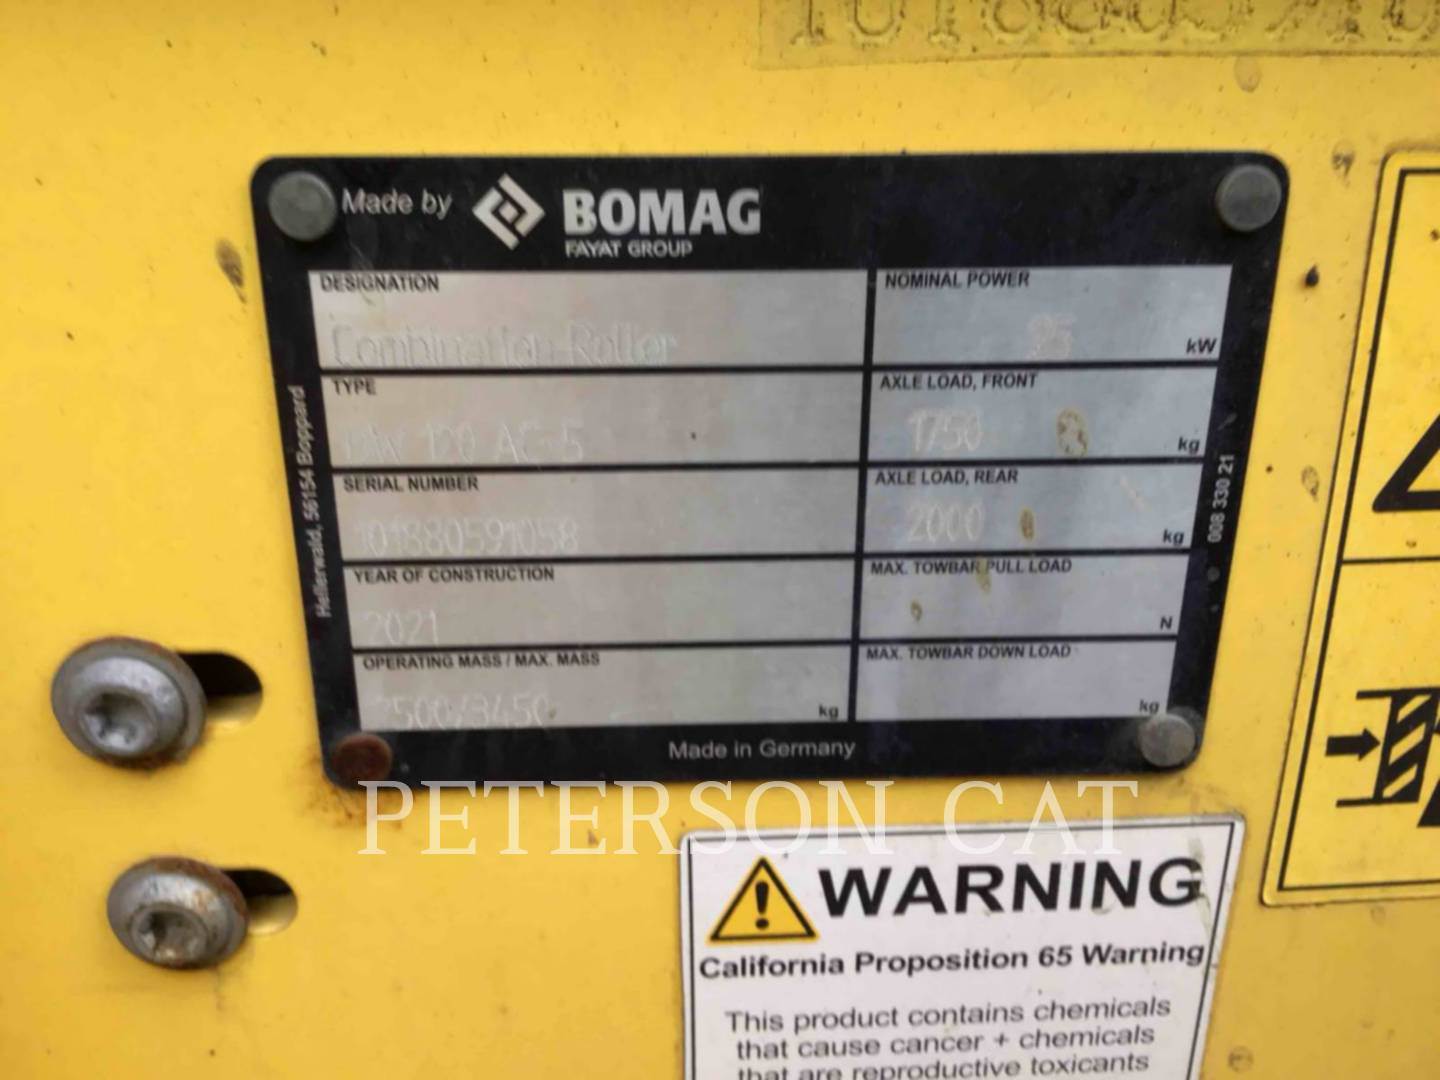 Made by BOMAG
FAYAT GROUP
DESIGNATION
Combination-Roller
NOMINAL POWER
kW
TYPE
120 AC-5
AXLE LOAD, FRONT
1750 kg
SERIAL NUMBER
101880591058
AXLE LOAD, REAR
2000 kg
YEAR OF CONSTRUCTION
2021
MAX. TOWBAR PULL LOAD
N
OPERATING MASS / MAX. MASS
kg
MAX. TOWBAR DOWN LOAD
kg
Hellerwald, 56154 Boppard
008 330 21
Made in Germany
PETERSON CAT
WARNING
California Proposition 65 Warning
This product contains chemicals
that cause cancer + chemicals
that are reproductive toxicants